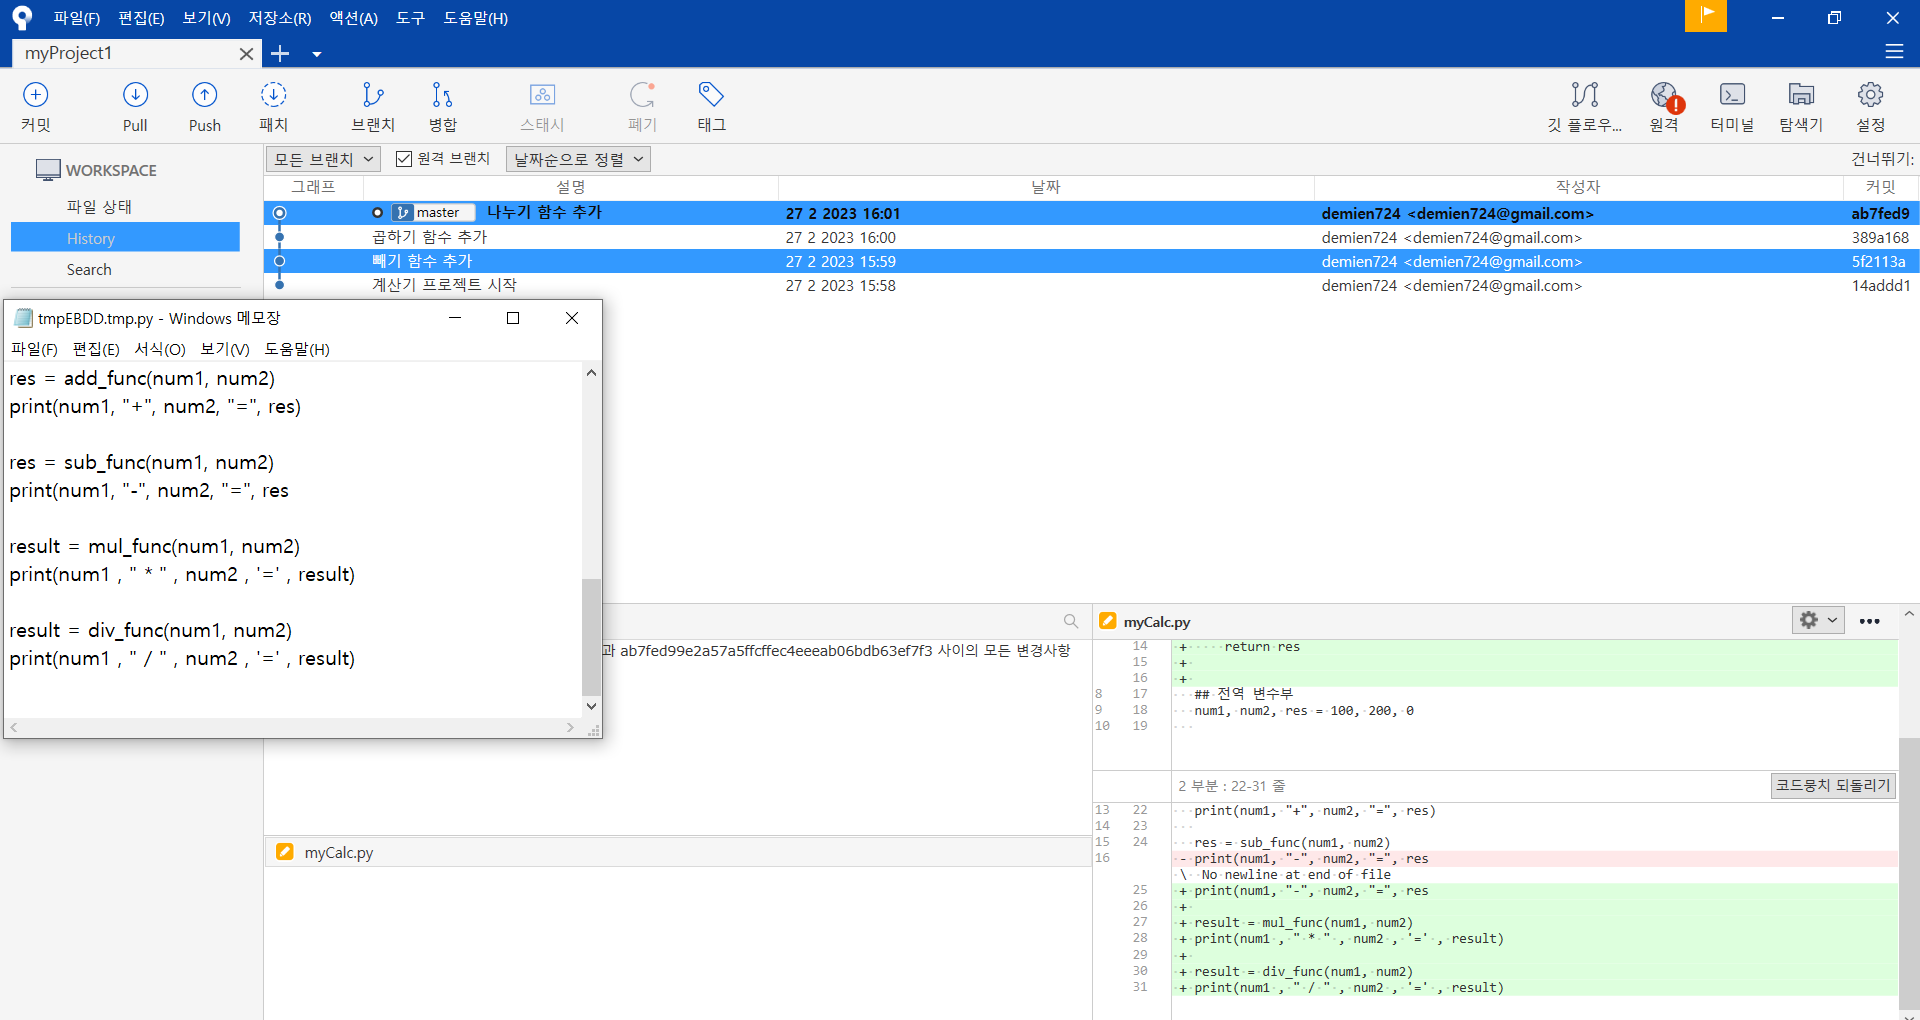 파일(F) 편집(E) 보기(V) 저장소(R) 액션(A) 도구 도움말(H)
myProject1
커밋 Pull Push 패치 브랜치 병합 스태시 폐기 태그 깃 플로우... 원격 터미널 탐색기 설정
WORKSPACE
파일 상태
History
Search
모든 브랜치 원격 브랜치 날짜순으로 정렬 건너뛰기:
그래프 설명 날짜 작성자 커밋
master 나누기 함수 추가 27 2 2023 16:01 demien724 <demien724@gmail.com> ab7fed9
곱하기 함수 추가 27 2 2023 16:00 demien724 <demien724@gmail.com> 389a168
빼기 함수 추가 27 2 2023 15:59 demien724 <demien724@gmail.com> 5f2113a
계산기 프로젝트 시작 27 2 2023 15:58 demien724 <demien724@gmail.com> 14addd1
tmpEBDD.tmp.py - Windows 메모장
파일(F) 편집(E) 서식(O) 보기(V) 도움말(H)
res = add_func(num1, num2)
print(num1, "+", num2, "=", res)
res = sub_func(num1, num2)
print(num1, "-", num2, "=", res
result = mul_func(num1, num2)
print(num1 , " * " , num2 , '=' , result)
result = div_func(num1, num2)
print(num1 , " / " , num2 , '=' , result)
과 ab7fed99e2a57a5ffcffec4eeeab06bdb63ef7f3 사이의 모든 변경사항
myCalc.py
myCalc.py
14 + return res
15 +
16 +
8 17 ## 전역 변수부
9 18 num1, num2, res = 100, 200, 0
10 19
2 부분 : 22-31 줄 코드뭉치 되돌리기
13 22 print(num1, "+", num2, "=", res)
14 23
15 24 res = sub_func(num1, num2)
16 - print(num1, "-", num2, "=", res
\ No newline at end of file
25 + print(num1, "-", num2, "=", res
26 +
27 + result = mul_func(num1, num2)
28 + print(num1 , " * " , num2 , '=' , result)
29 +
30 + result = div_func(num1, num2)
31 + print(num1 , " / " , num2 , '=' , result)